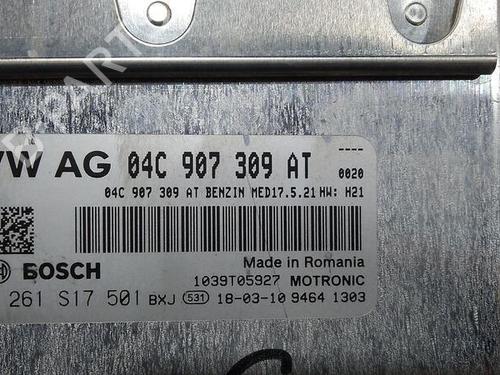 VW AG 04C 907 309 AT
----
0020
04C 907 309 AT BENZIN MED17.5.21 HW: H21
BOSCH
Made in Romania
1039T05927 MOTRONIC
261 S17 501 BXJ 531 18-03-10 9464 1303